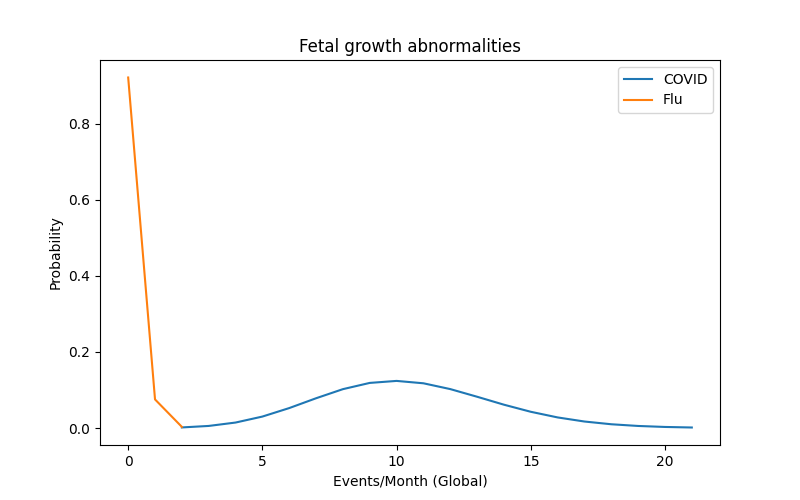 Fetal growth abnormalities
COVID
Flu
Probability
0.8
0.6
0.4
0.2
0.0
0
5
10
15
20
Events/Month (Global)